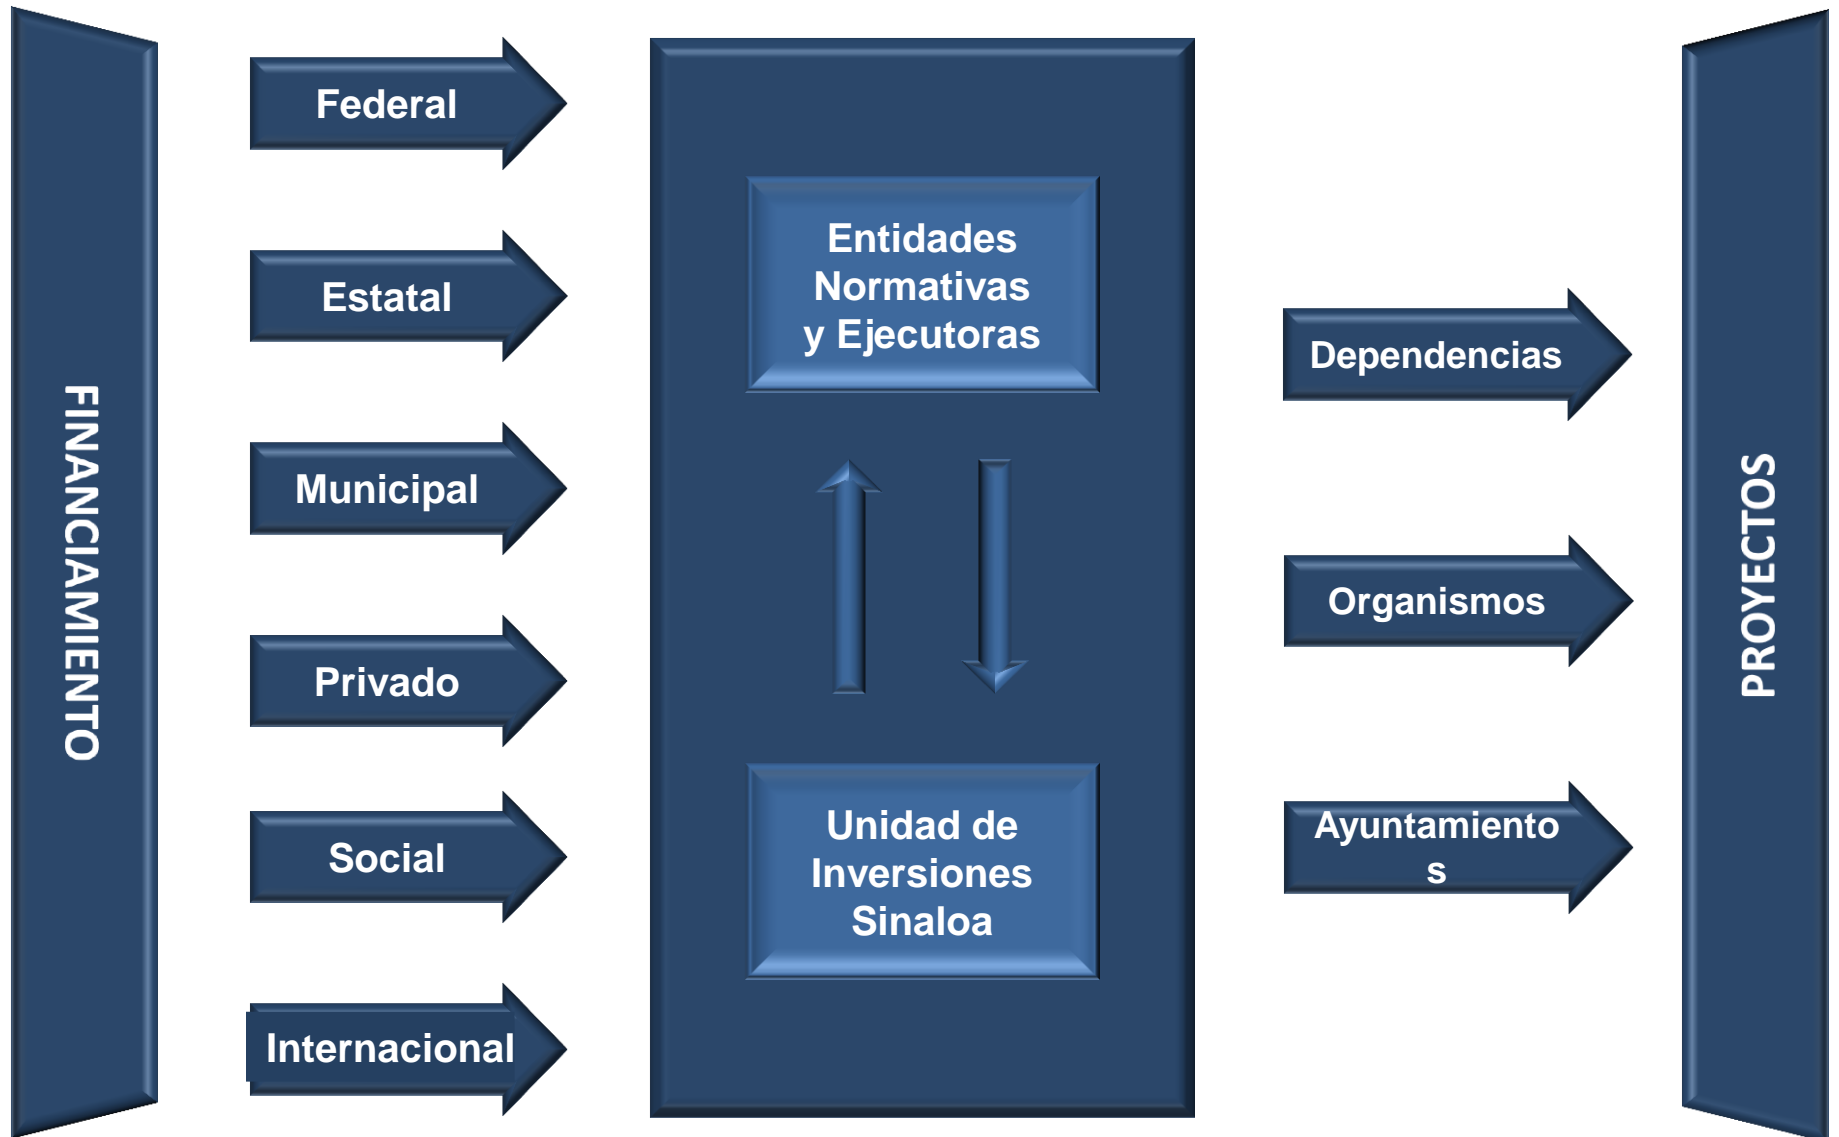 FINANCIAMIENTO
Federal
Estatal
Municipal
Privado
Social
Internacional
Entidades
Normativas
y Ejecutoras
Unidad de
Inversiones
Sinaloa
Dependencias
Organismos
Ayuntamiento
s
PROYECTOS